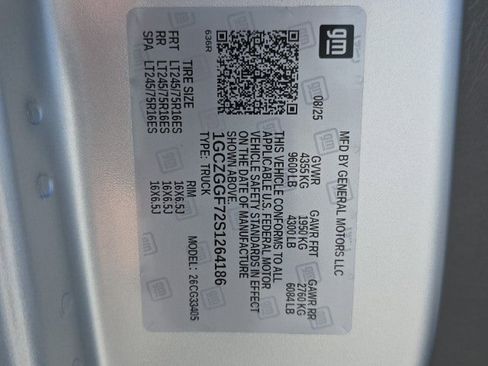 gm
MFD BY GENERAL MOTORS LLC
08/25
GVWR GAWR FRT GAWR RR
4355 KG 1950 KG 2760 KG
9600 LB 4300 LB 6084 LB
THIS VEHICLE CONFORMS TO ALL
APPLICABLE U.S. FEDERAL MOTOR
VEHICLE SAFETY STANDARDS IN EFFECT
ON THE DATE OF MANUFACTURE
SHOWN ABOVE.
1GCZGGF72S1264186
TYPE: TRUCK
MODEL: 26CG33405
636R
TIRE SIZE RIM
FRT LT245/75R16ES 16X6.5J
RR LT245/75R16ES 16X6.5J
SPA LT245/75R16ES 16X6.5J